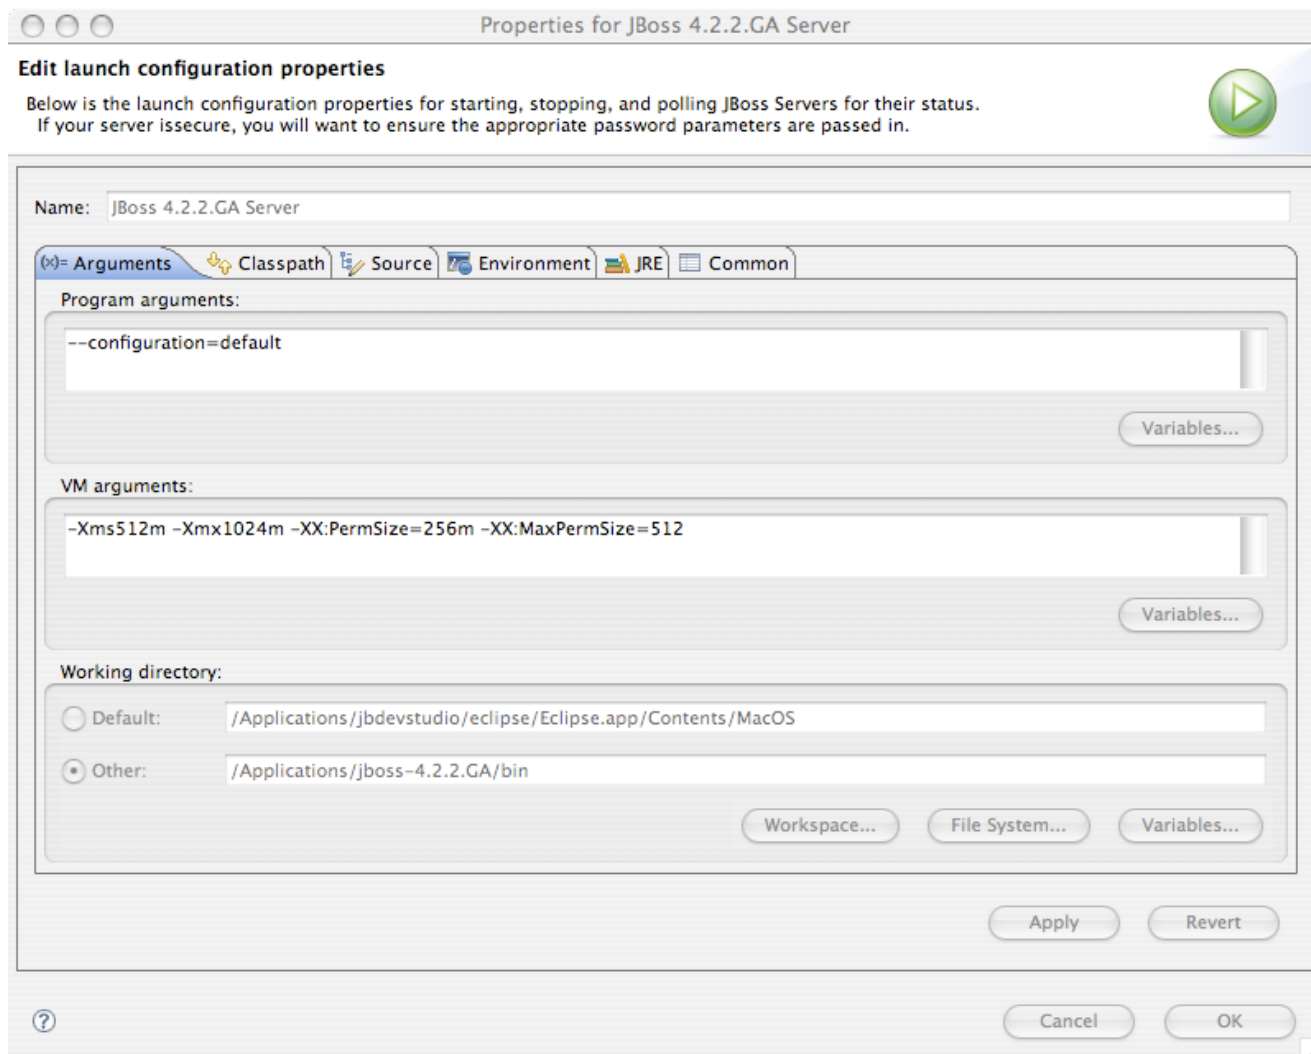 Properties for JBoss 4.2.2.GA Server
Edit launch configuration properties
Below is the launch configuration properties for starting, stopping, and polling JBoss Servers for their status.
If your server issecure, you will want to ensure the appropriate password parameters are passed in.
Name: JBoss 4.2.2.GA Server
(x)= Arguments Classpath Source Environment JRE Common
Program arguments:
--configuration=default
Variables...
VM arguments:
-Xms512m -Xmx1024m -XX:PermSize=256m -XX:MaxPermSize=512
Variables...
Working directory:
Default: /Applications/jbdevstudio/eclipse/Eclipse.app/Contents/MacOS
Other: /Applications/jboss-4.2.2.GA/bin
Workspace... File System... Variables...
Apply Revert
? Cancel OK